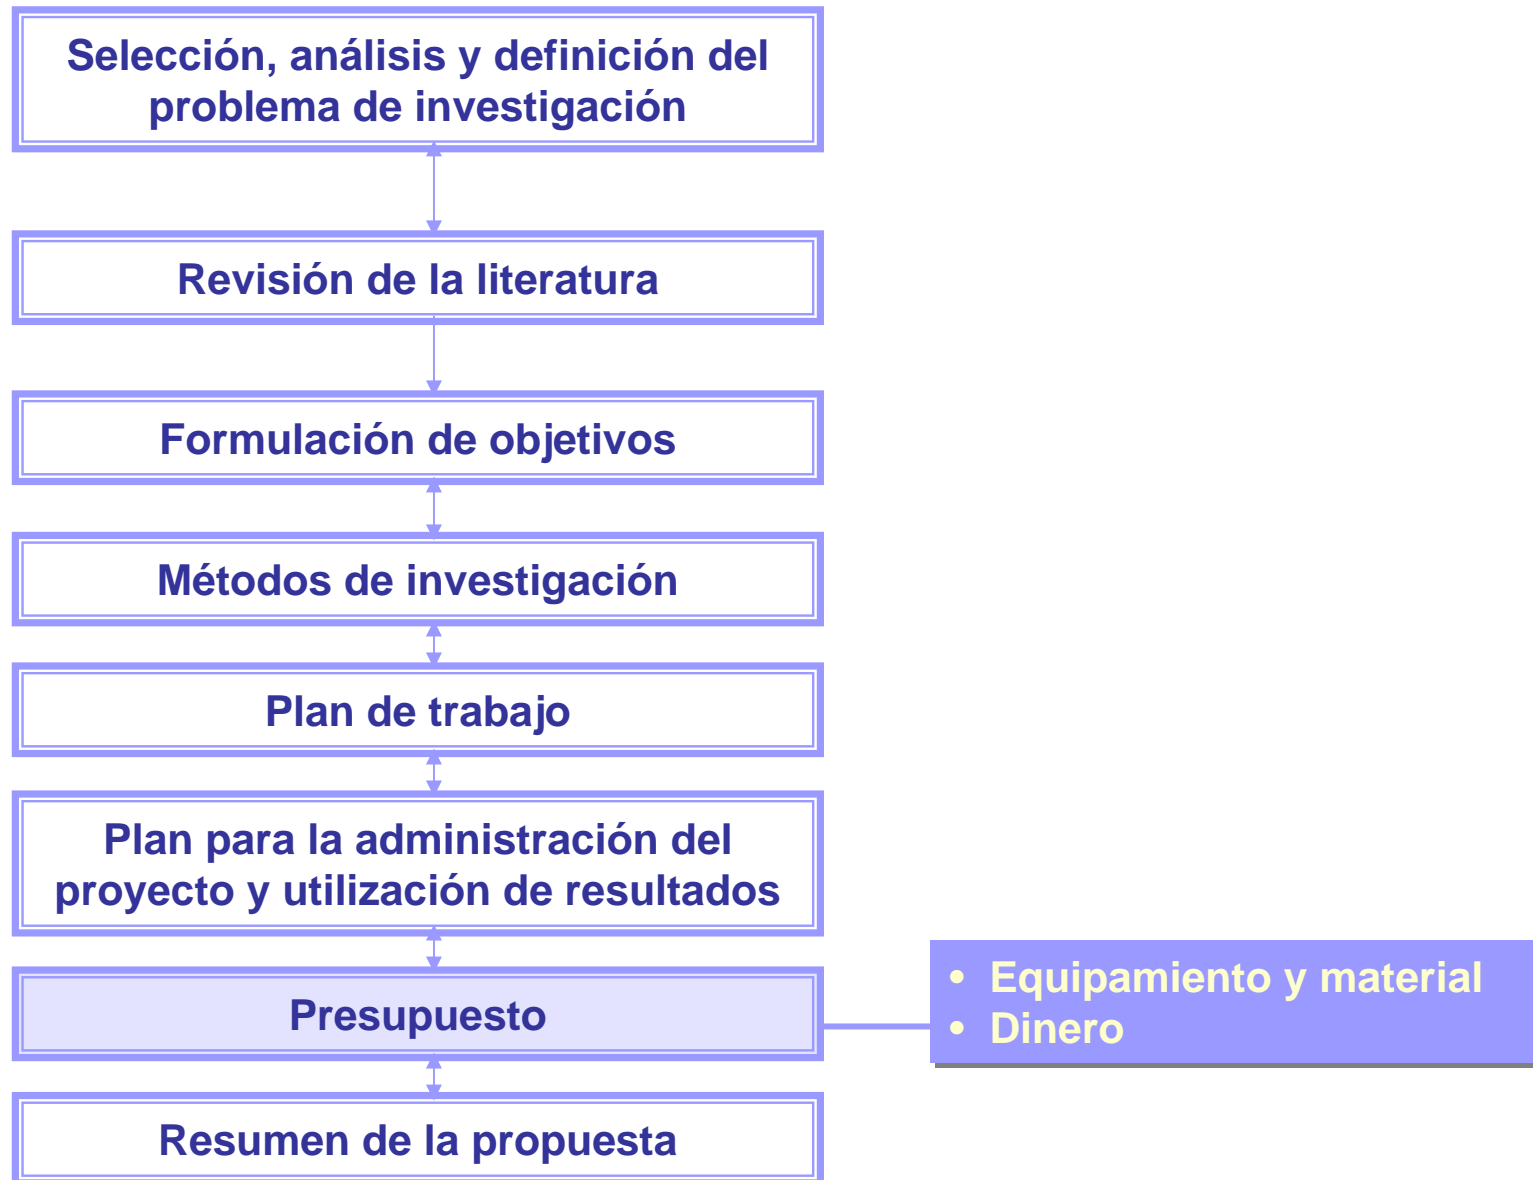 Selección, análisis y definición del
problema de investigación
Revisión de la literatura
Formulación de objetivos
Métodos de investigación
Plan de trabajo
Plan para la administración del
proyecto y utilización de resultados
Presupuesto
• Equipamiento y material
• Dinero
Resumen de la propuesta